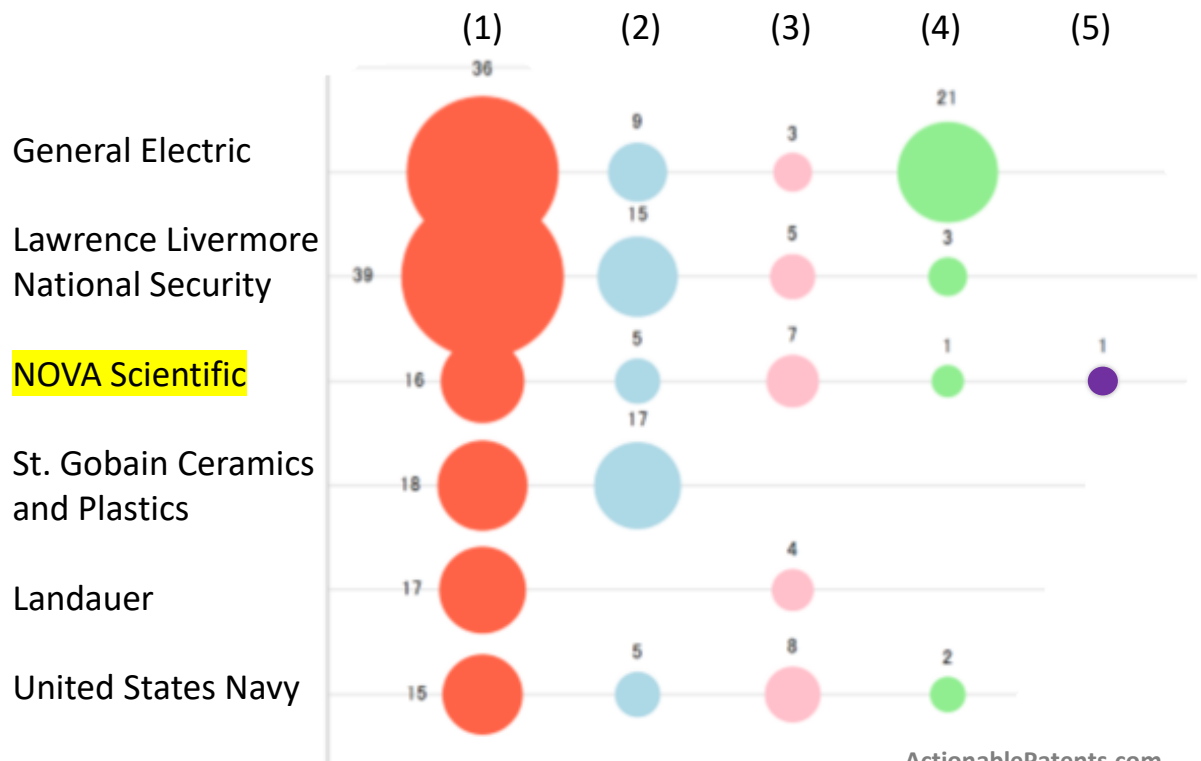 (1) (2) (3) (4) (5)
36
21
9
3
General Electric
15
5
3
Lawrence Livermore
39
National Security
5
7
1
1
NOVA Scientific
16
17
St. Gobain Ceramics
18
and Plastics
4
Landauer
17
8
5
2
United States Navy
15
ActionablePatents.com